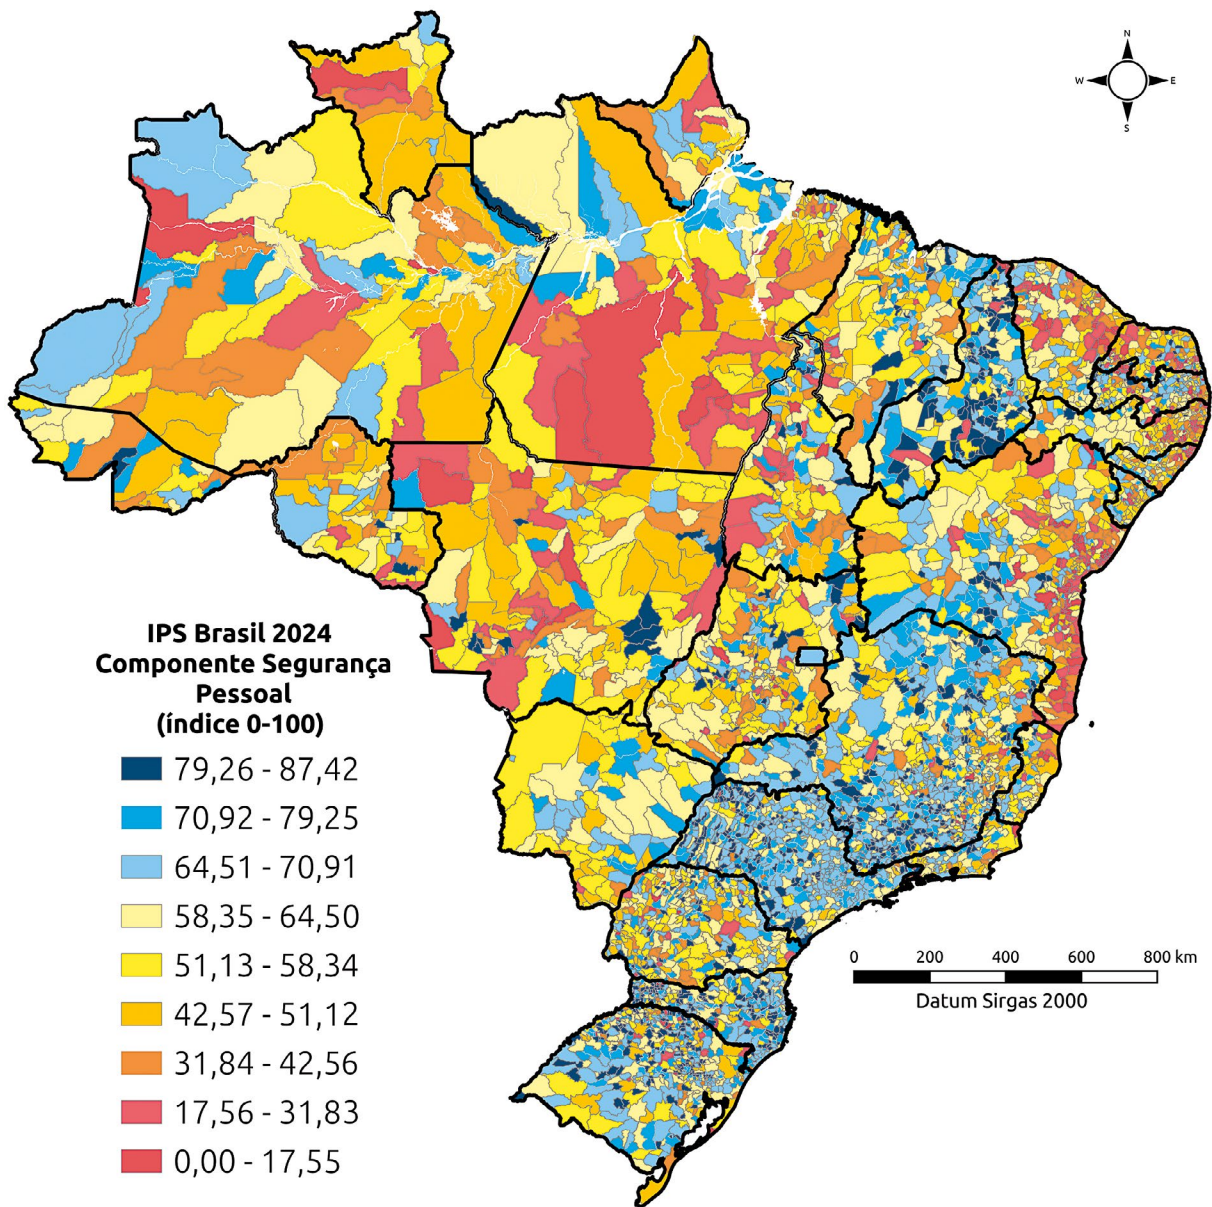 N
W E
S
IPS Brasil 2024
Componente Segurança
Pessoal
(índice 0-100)
79,26 - 87,42
70,92 - 79,25
64,51 - 70,91
58,35 - 64,50
51,13 - 58,34
42,57 - 51,12
31,84 - 42,56
17,56 - 31,83
0,00 - 17,55
0 200 400 600 800 km
Datum Sirgas 2000